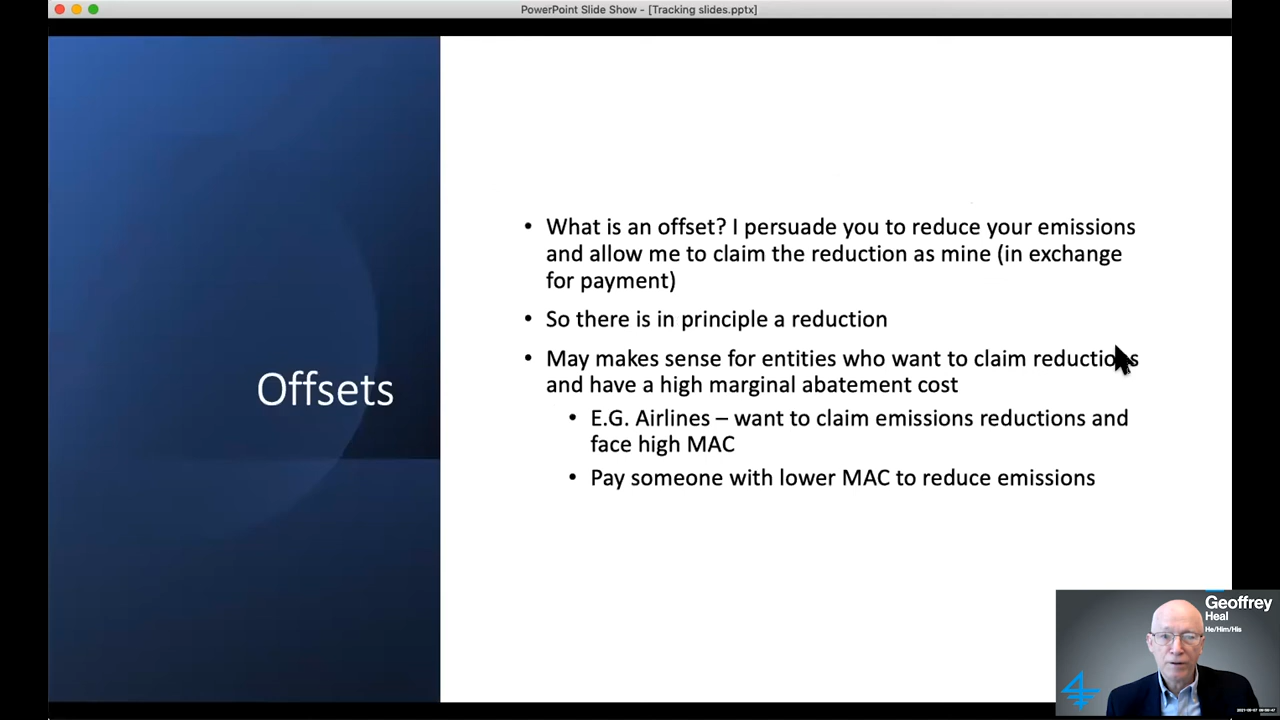 PowerPoint Slide Show - [Tracking slides.pptx]
Offsets
• What is an offset? I persuade you to reduce your emissions
and allow me to claim the reduction as mine (in exchange
for payment)
• So there is in principle a reduction
• May makes sense for entities who want to claim reductions
and have a high marginal abatement cost
• E.G. Airlines – want to claim emissions reductions and
face high MAC
• Pay someone with lower MAC to reduce emissions
Geoffrey
Heal
He/Him/His